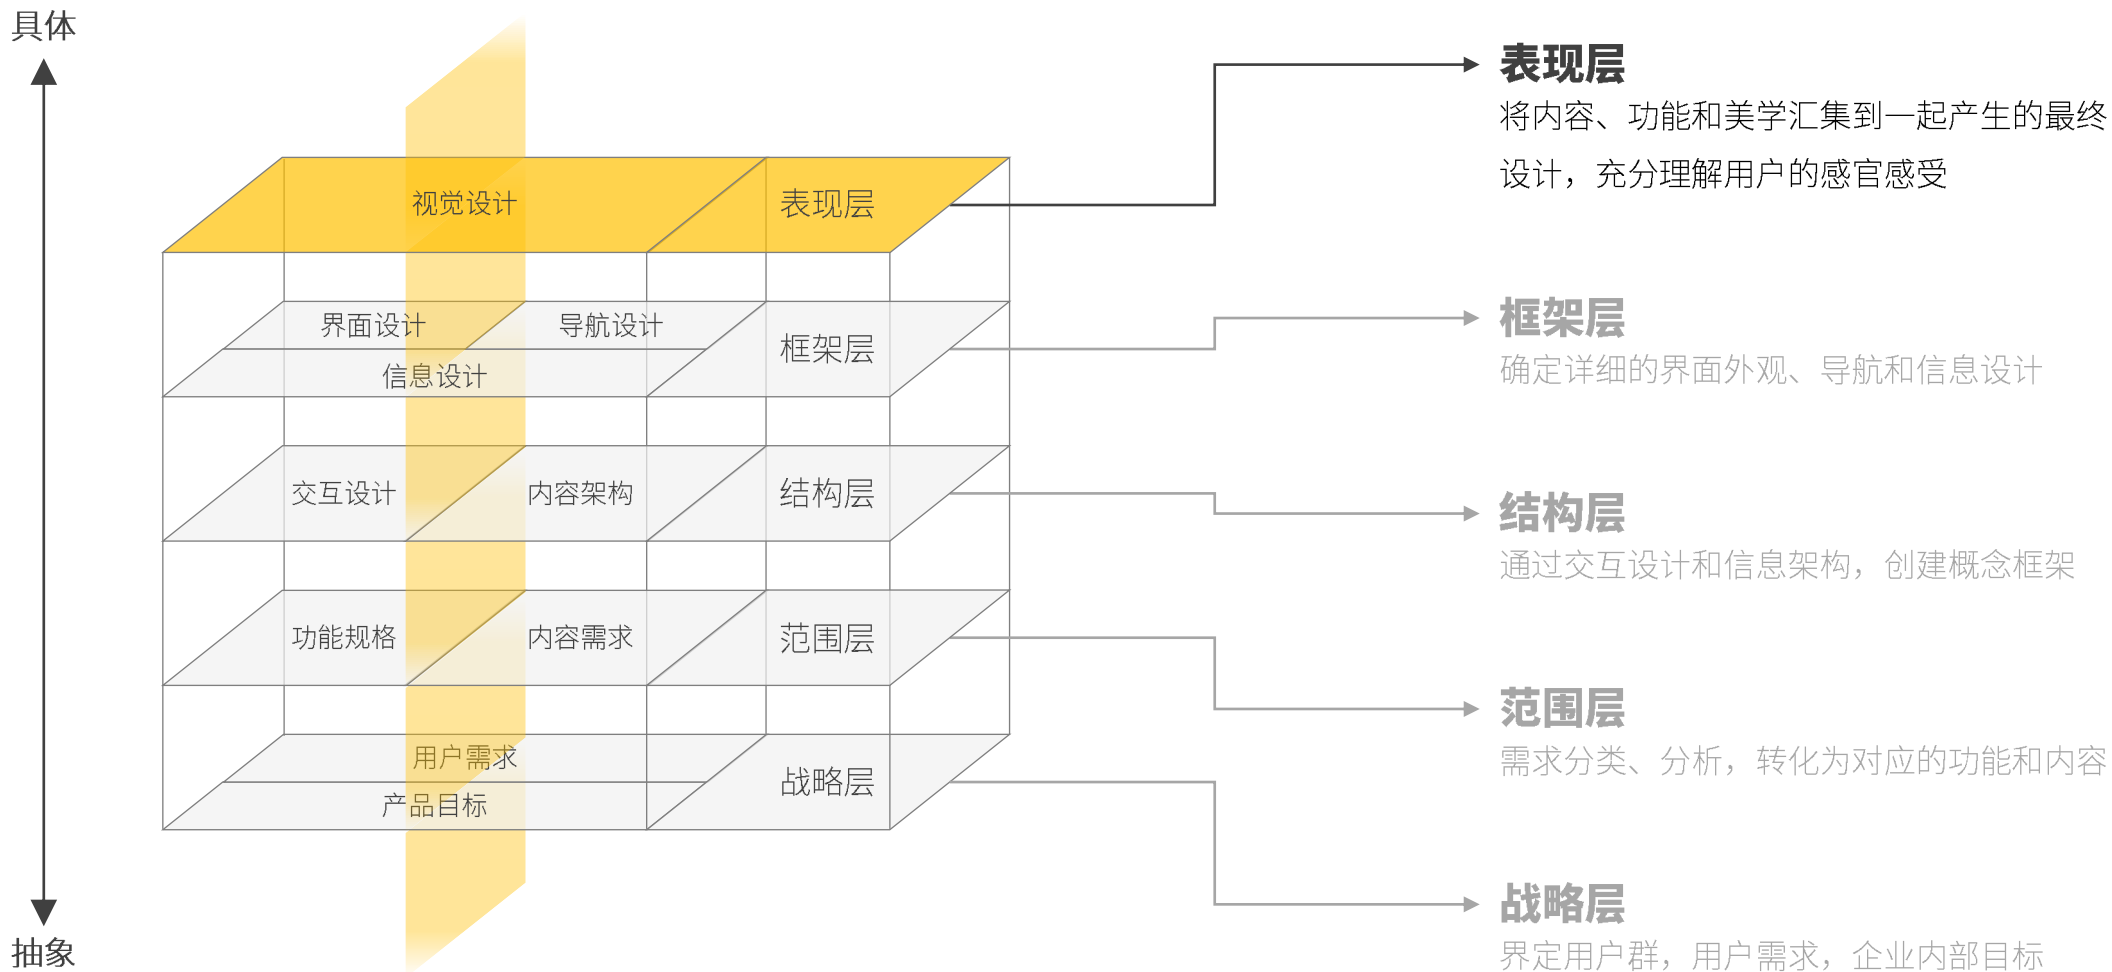 具体
视觉设计
表现层
界面设计
导航设计
信息设计
框架层
交互设计
内容架构
结构层
功能规格
内容需求
范围层
用户需求
产品目标
战略层
抽象
表现层
将内容、功能和美学汇集到一起产生的最终
设计，充分理解用户的感官感受
框架层
确定详细的界面外观、导航和信息设计
结构层
通过交互设计和信息架构，创建概念框架
范围层
需求分类、分析，转化为对应的功能和内容
战略层
界定用户群，用户需求，企业内部目标